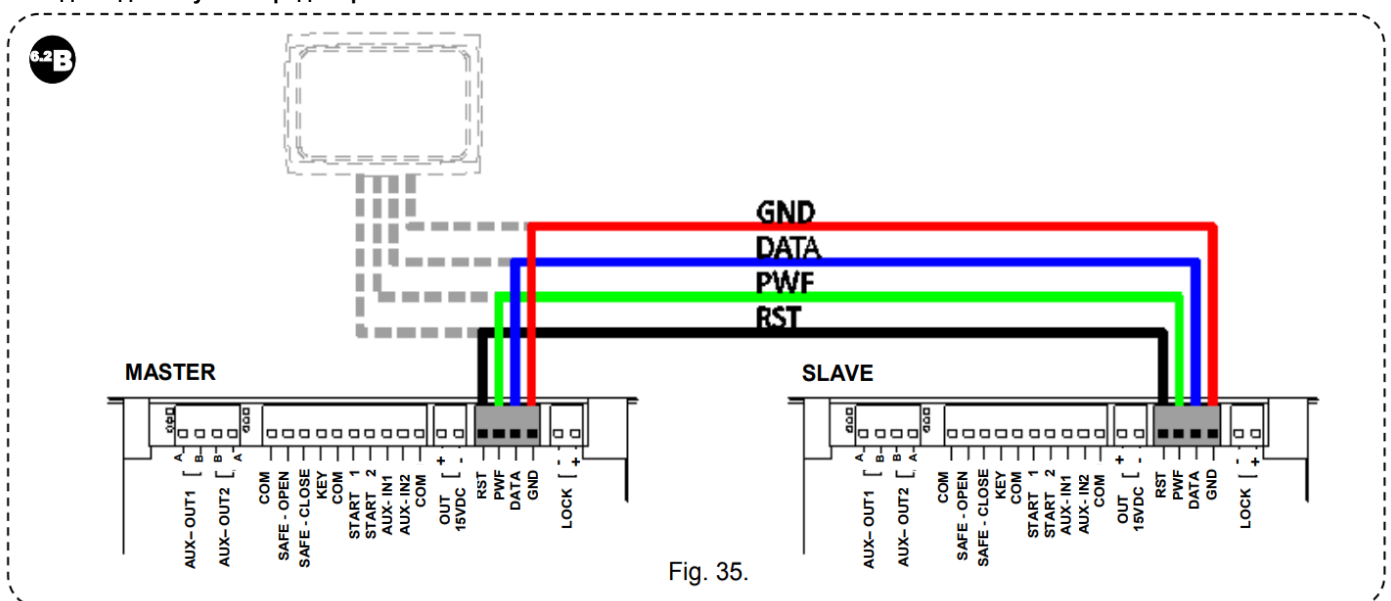 6.2B
GND
DATA
PWF
RST
MASTER
SLAVE
A
B
B
A
AUX– OUT1
AUX– OUT2
COM
SAFE - OPEN
SAFE - CLOSE
KEY
COM
START 1
START 2
AUX- IN1
AUX- IN2
COM
+
-
OUT
15VDC
RST
PWF
DATA
GND
-
+
LOCK
A
B
B
A
AUX– OUT1
AUX– OUT2
COM
SAFE - OPEN
SAFE - CLOSE
KEY
COM
START 1
START 2
AUX- IN1
AUX- IN2
COM
+
-
OUT
15VDC
RST
PWF
DATA
GND
-
+
LOCK
Fig. 35.